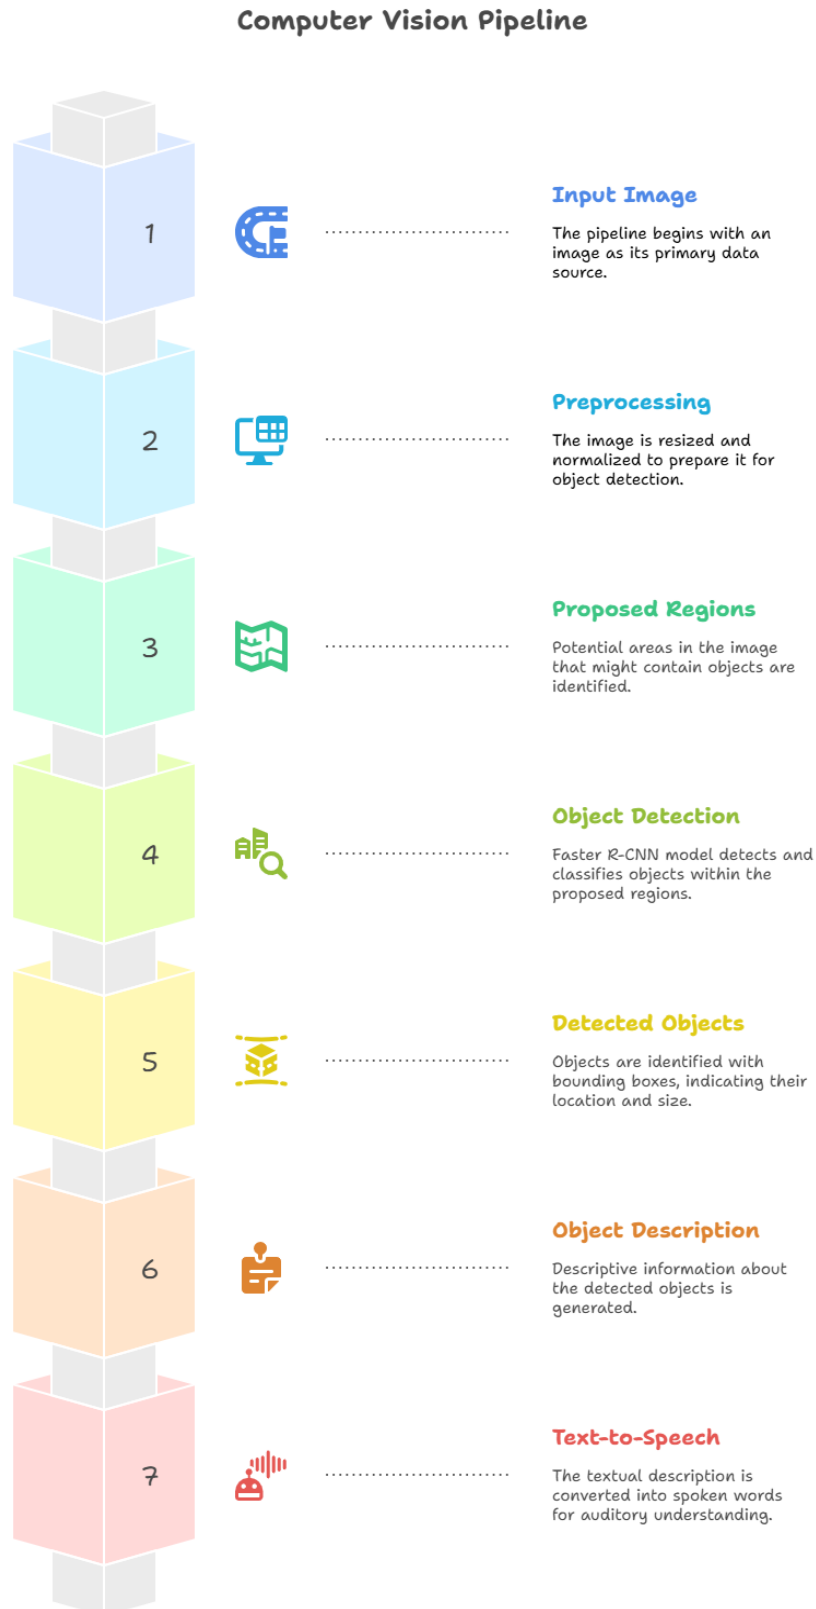 Computer Vision Pipeline
1
Input Image
The pipeline begins with an
image as its primary data
source.
2
Preprocessing
The image is resized and
normalized to prepare it for
object detection.
3
Proposed Regions
Potential areas in the image
that might contain objects are
identified.
4
Object Detection
Faster R-CNN model detects and
classifies objects within the
proposed regions.
5
Detected Objects
Objects are identified with
bounding boxes, indicating their
location and size.
6
Object Description
Descriptive information about
the detected objects is
generated.
7
Text-to-Speech
The textual description is
converted into spoken words
for auditory understanding.